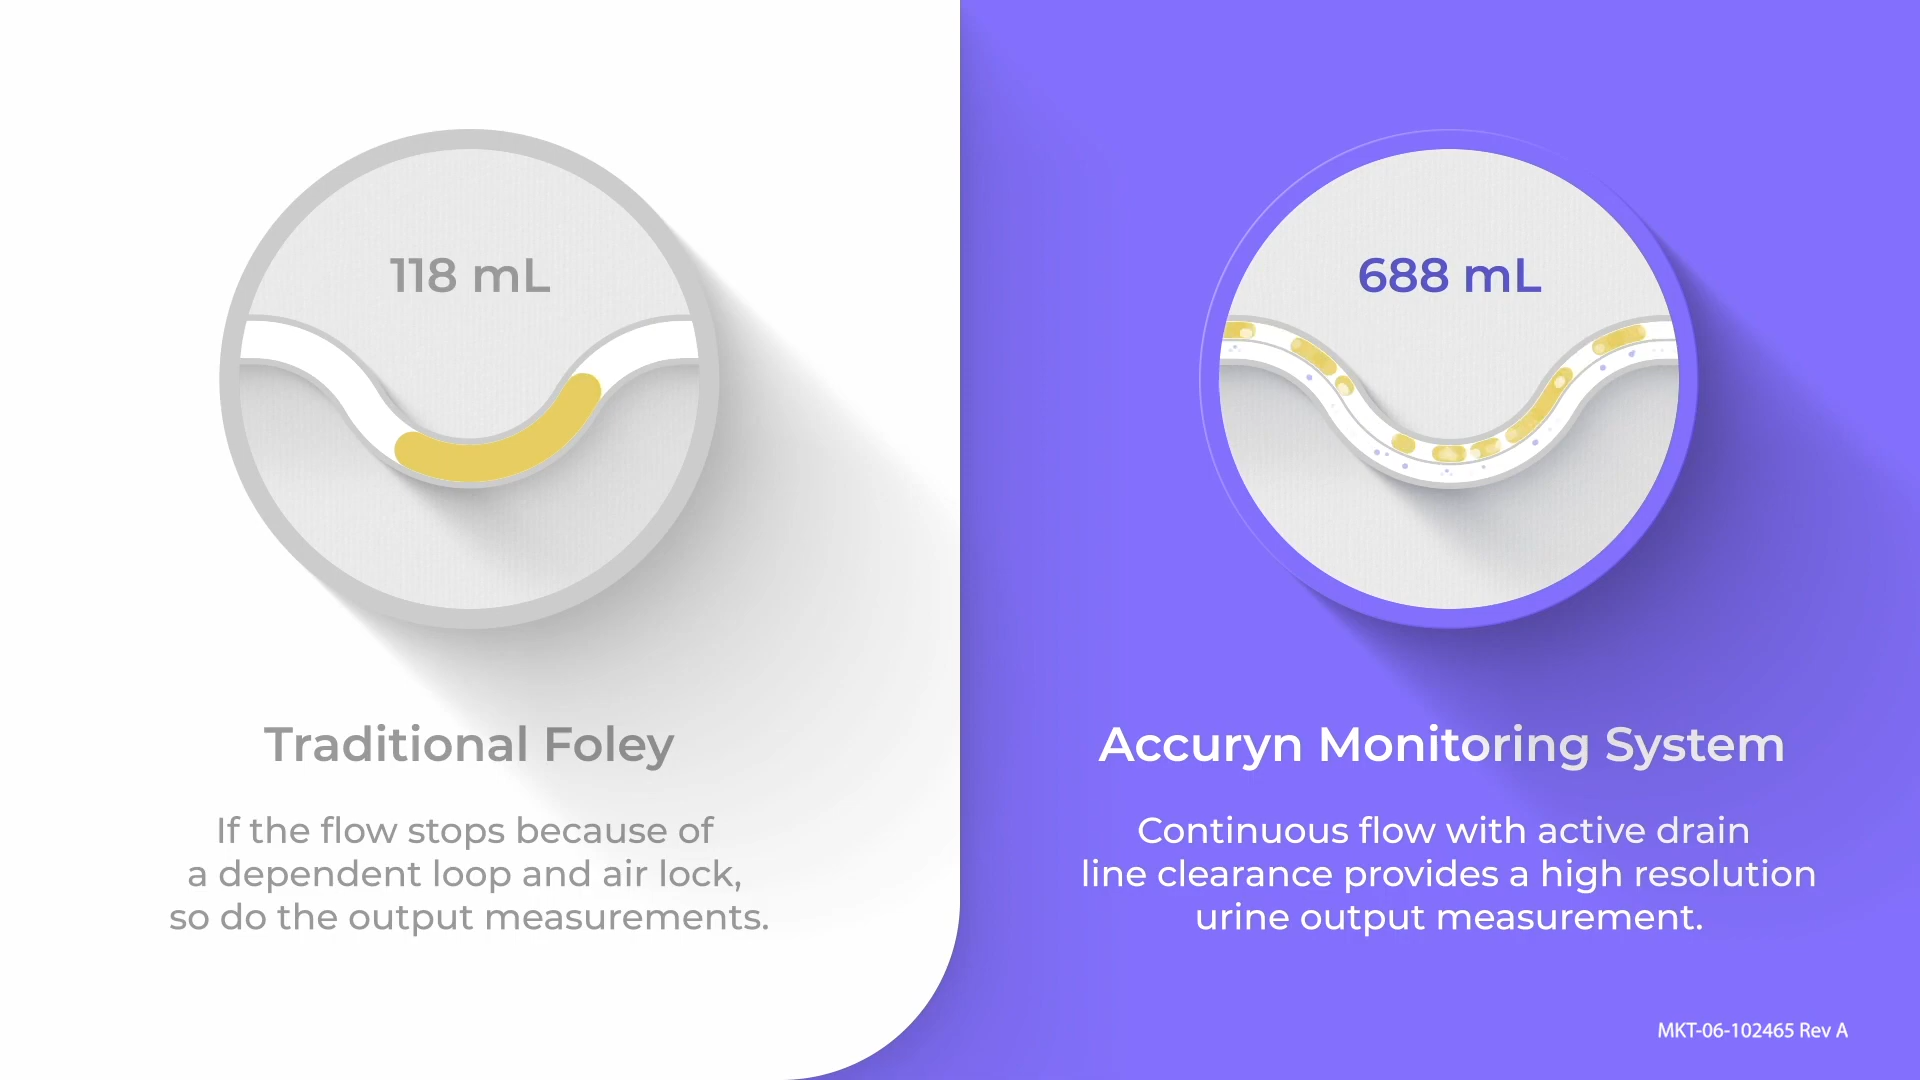 118 mL
Traditional Foley
If the flow stops because of
a dependent loop and air lock,
so do the output measurements.
688 mL
Accuryn Monitoring System
Continuous flow with active drain
line clearance provides a high resolution
urine output measurement.
MKT-06-102465 Rev A